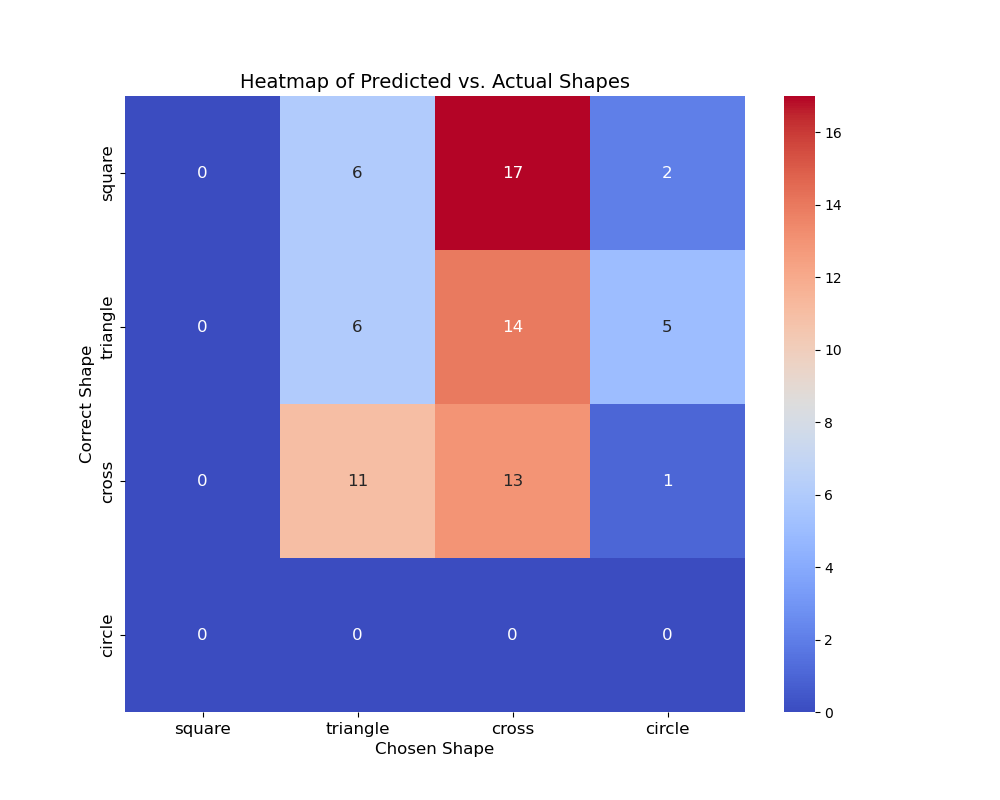 Heatmap of Predicted vs. Actual Shapes
Correct Shape
square
0 6 17 2
triangle
0 6 14 5
cross
0 11 13 1
circle
0 0 0 0
square triangle cross circle
Chosen Shape
16
14
12
10
8
6
4
2
0